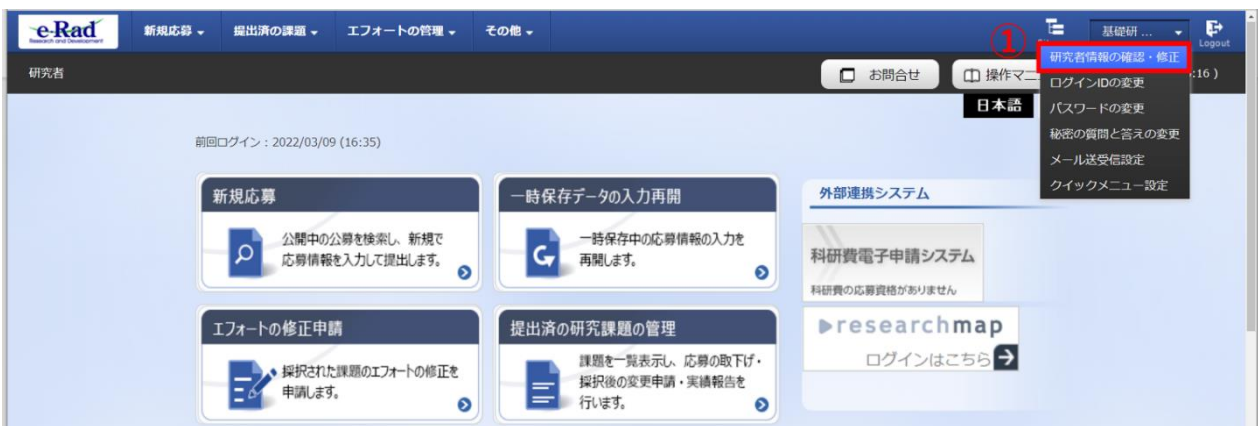 e-Rad
Research and Development
新規応募
提出済の課題
エフォートの管理
その他
①
基礎研 ...
Logout
研究者
お問合せ
操作マニ
:16 )
研究者情報の確認・修正
ログインIDの変更
パスワードの変更
秘密の質問と答えの変更
メール送受信設定
クイックメニュー設定
日本語
前回ログイン : 2022/03/09 (16:35)
新規応募
公開中の公募を検索し、新規で
応募情報を入力して提出します。
一時保存データの入力再開
一時保存中の応募情報の入力を
再開します。
エフォートの修正申請
採択された課題のエフォートの修正を
申請します。
提出済の研究課題の管理
課題を一覧表示し、応募の取下げ・
採択後の変更申請・実績報告を
行います。
外部連携システム
科研費電子申請システム
科研費の応募資格がありません
researchmap
ログインはこちら